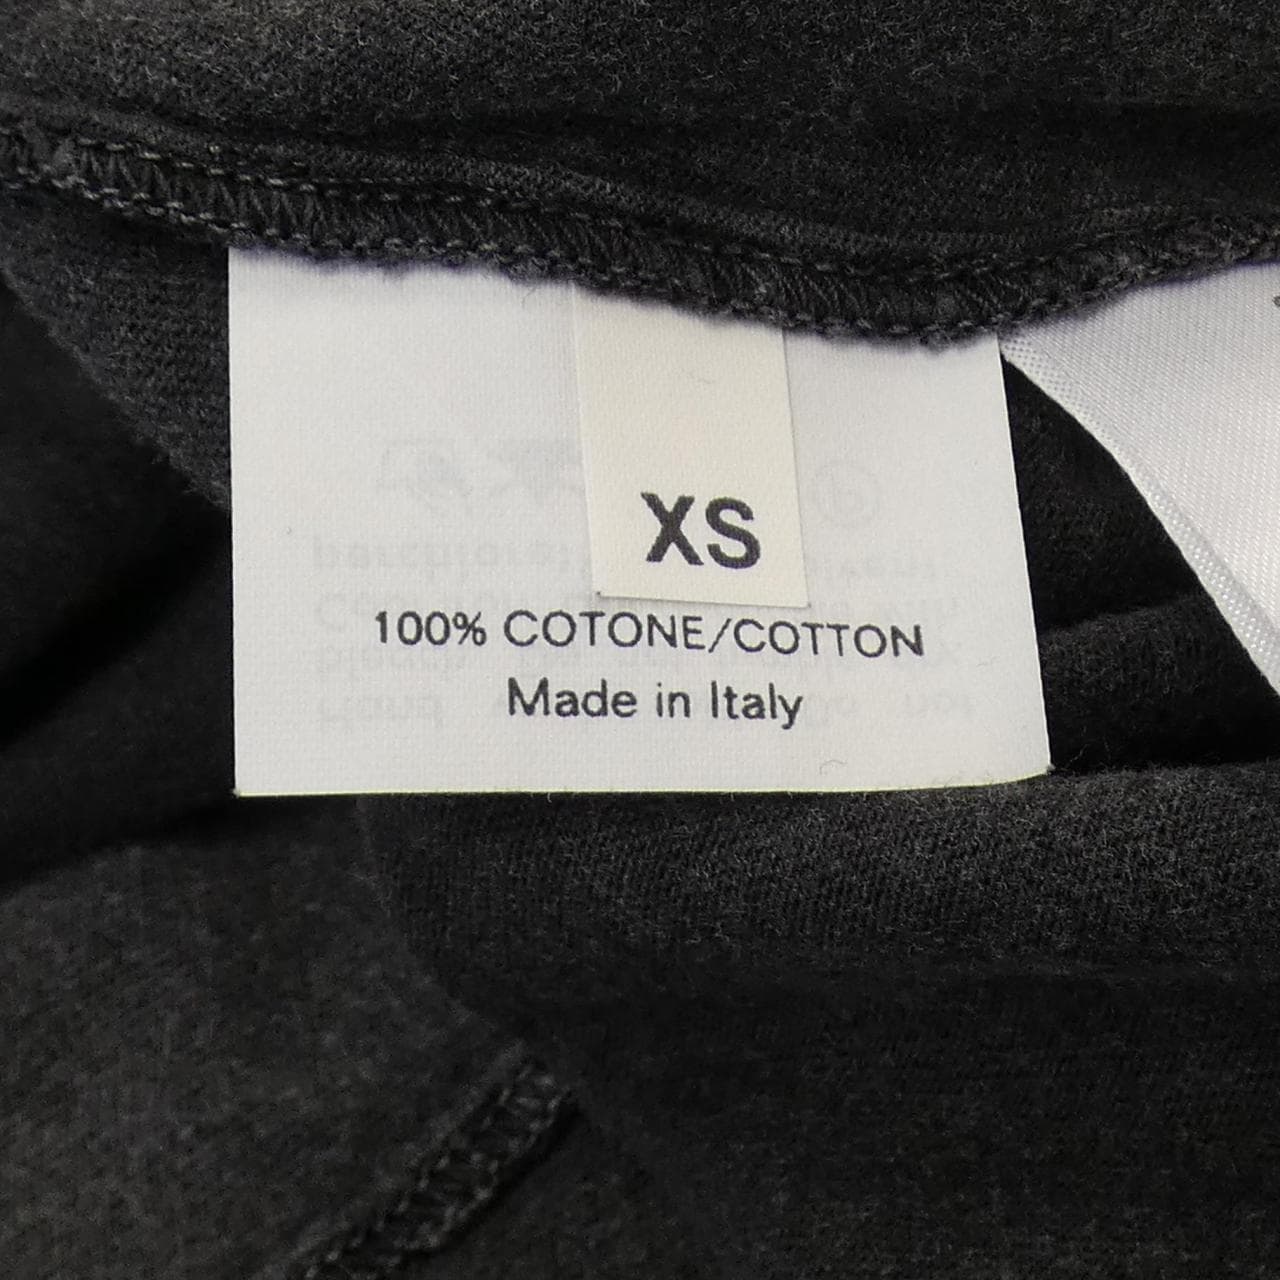 XS
100% COTONE/COTTON
Made in Italy